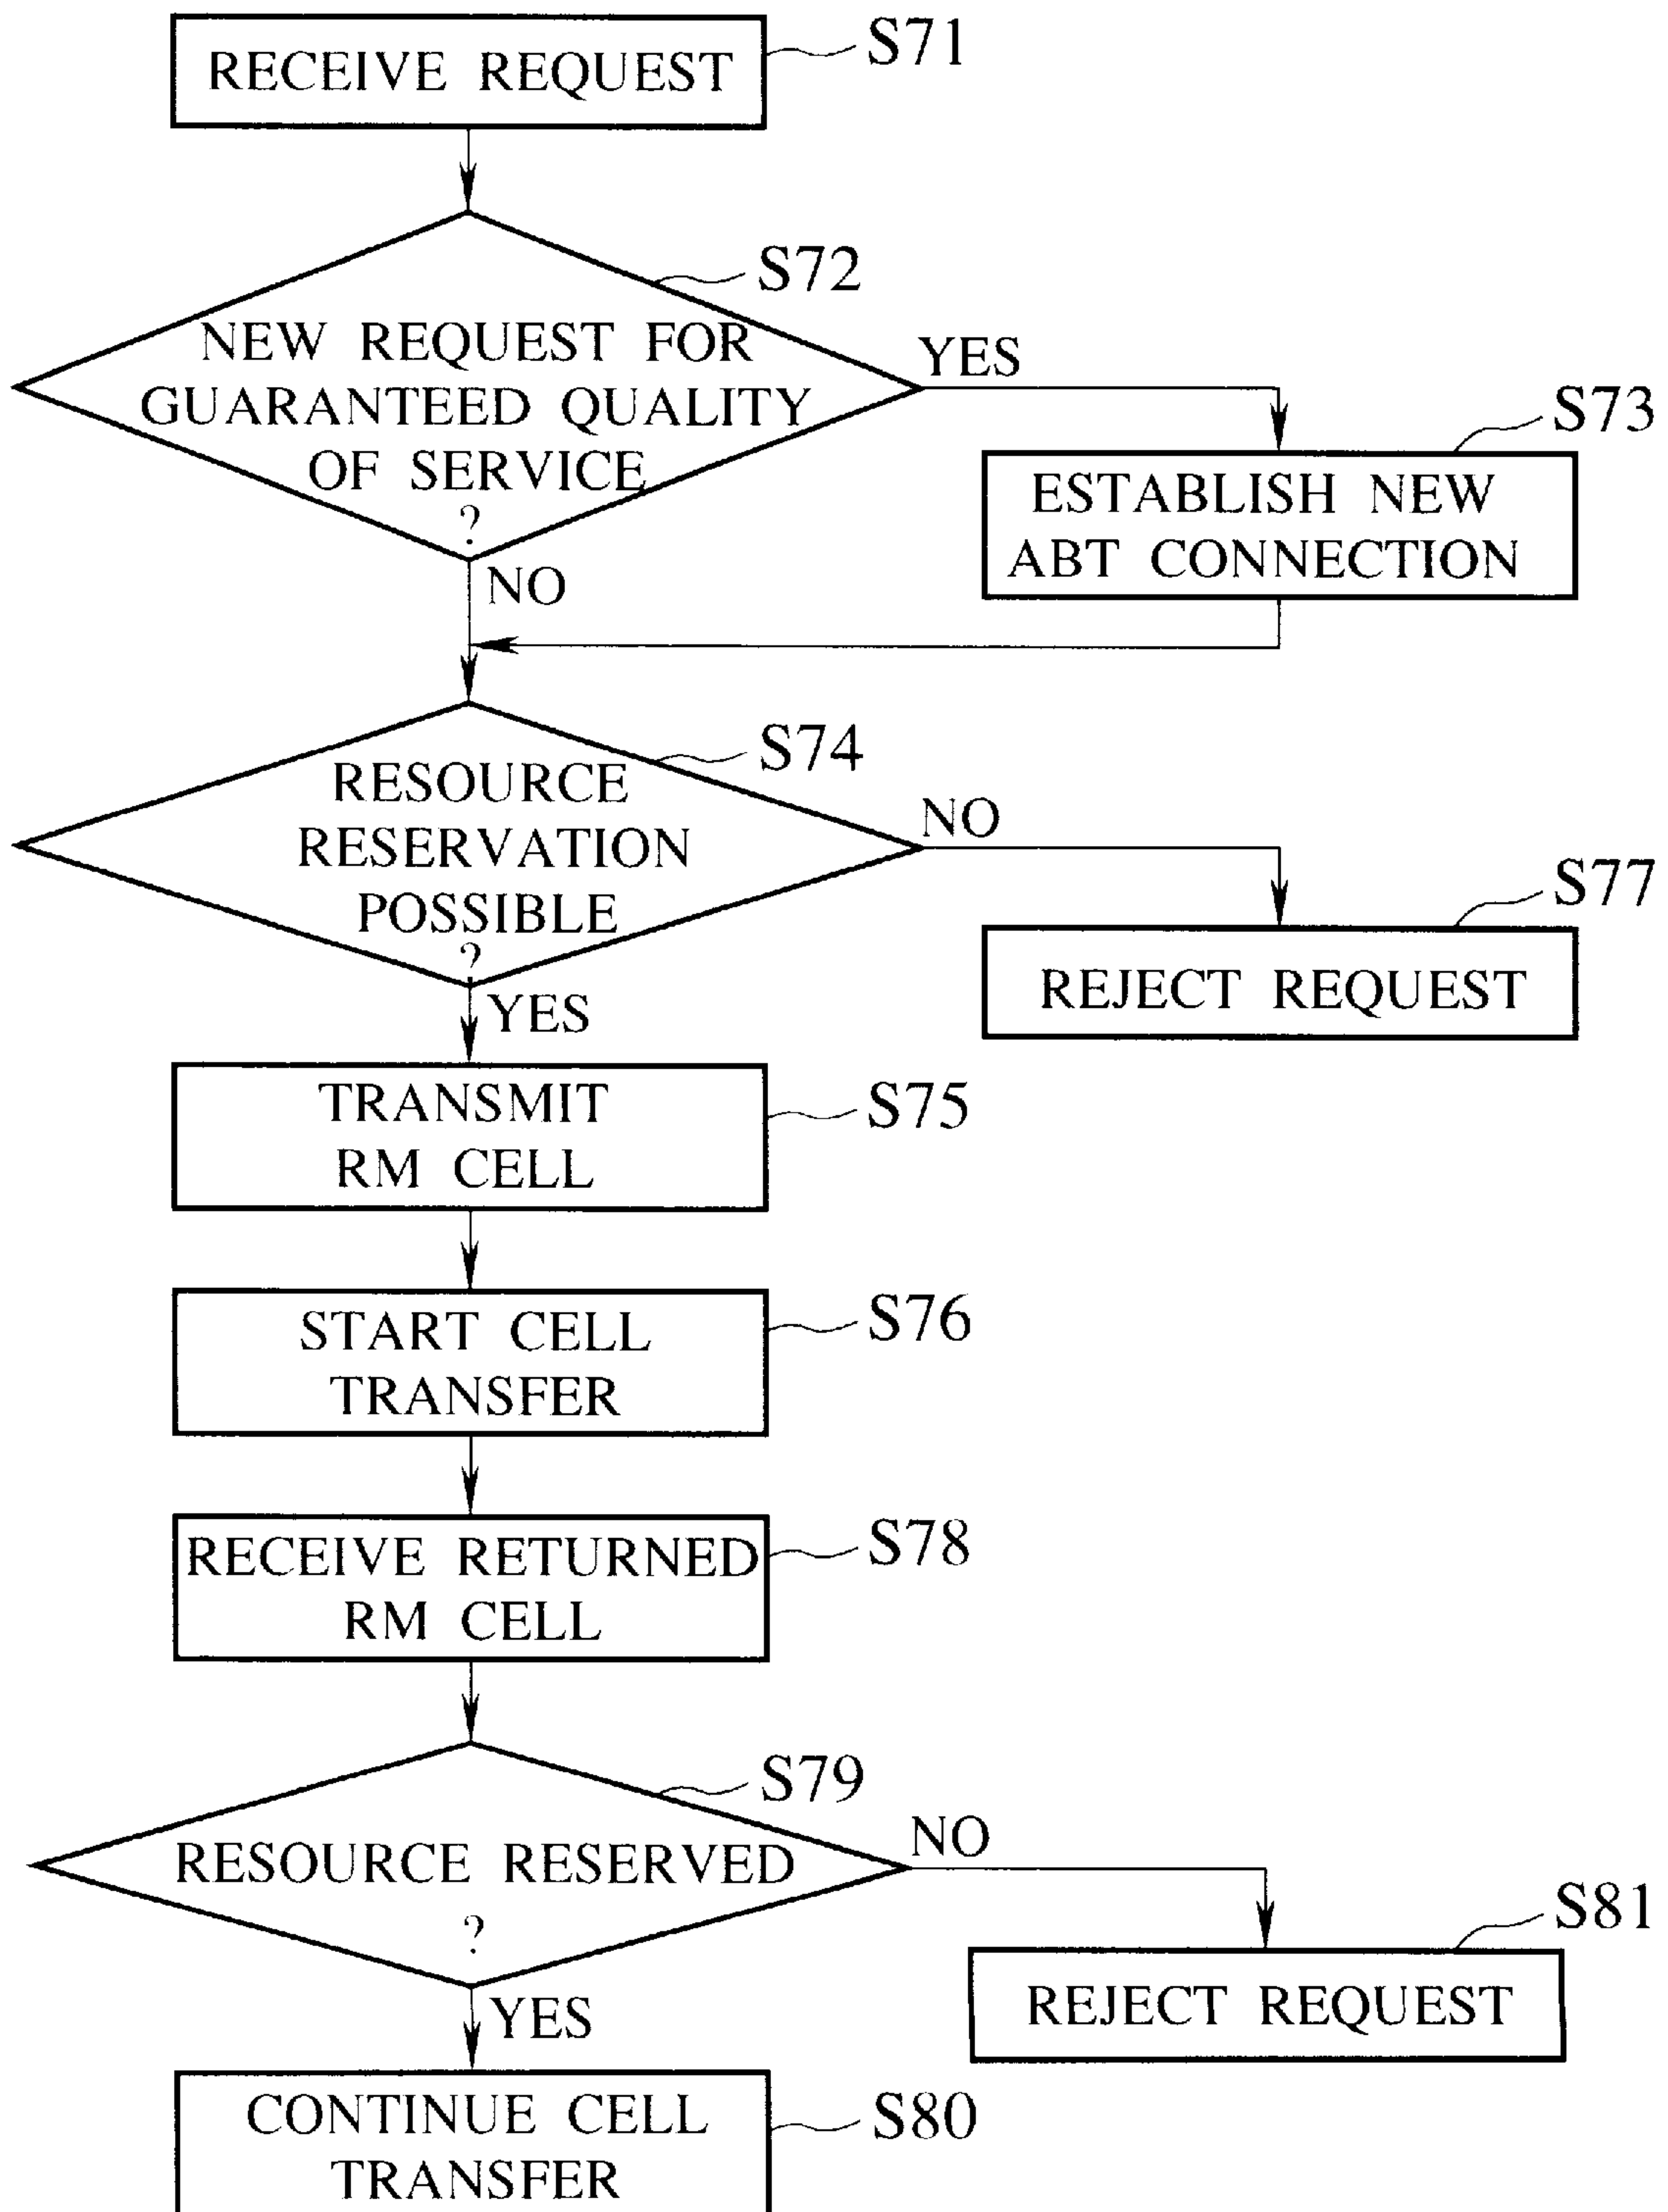 RECEIVE REQUEST
S71
S72
NEW REQUEST FOR
GUARANTEED QUALITY
OF SERVICE
?
YES
NO
S73
ESTABLISH NEW
ABT CONNECTION
S74
RESOURCE
RESERVATION
POSSIBLE
?
NO
YES
S77
REJECT REQUEST
TRANSMIT
RM CELL
S75
START CELL
TRANSFER
S76
RECEIVE RETURNED
RM CELL
S78
S79
RESOURCE RESERVED
?
NO
YES
S81
REJECT REQUEST
CONTINUE CELL
TRANSFER
S80